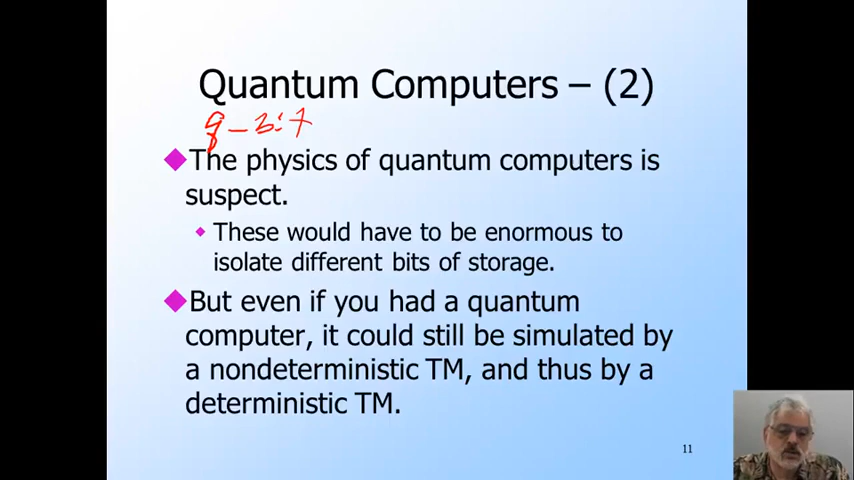 Quantum Computers – (2)
q-Bit
The physics of quantum computers is
suspect.
These would have to be enormous to
isolate different bits of storage.
But even if you had a quantum
computer, it could still be simulated by
a nondeterministic TM, and thus by a
deterministic TM.
11